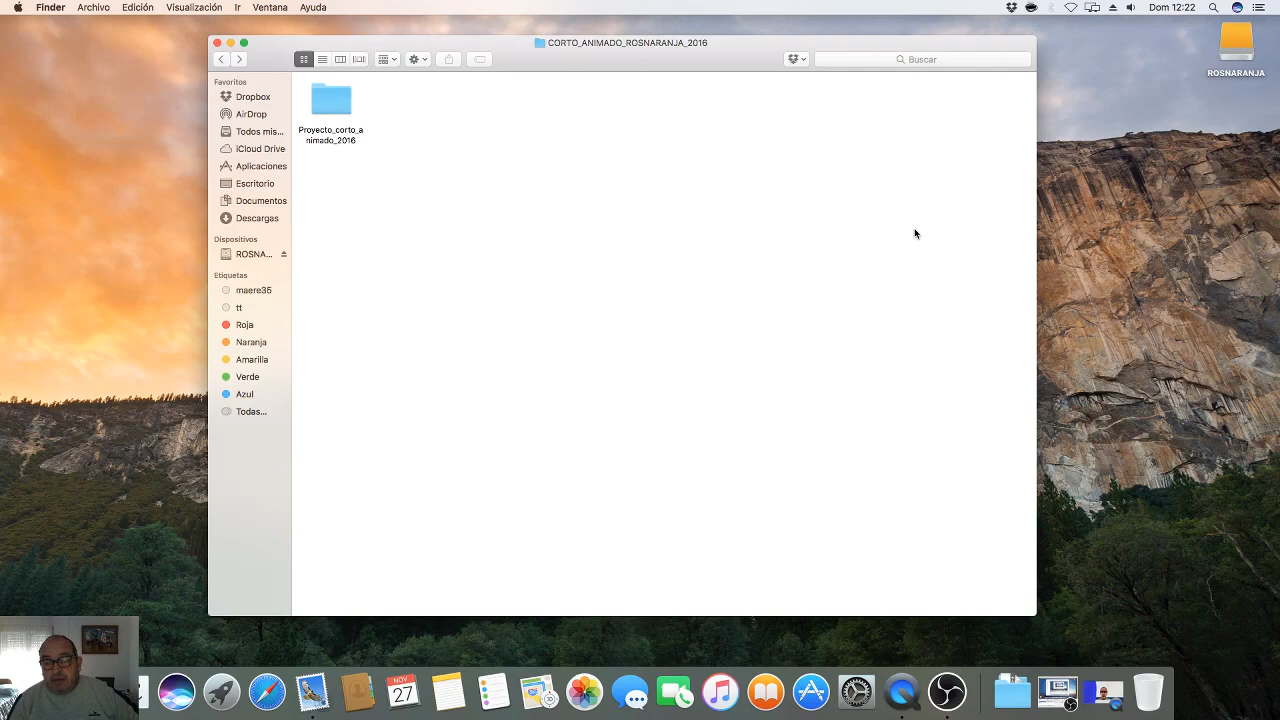 Finder Archivo Edición Visualización Ir Ventana Ayuda Dom 12:22
CORTO_ANIMADO_ROSNARANJA_2016
Buscar
ROSNARANJA
Favoritos
Dropbox
AirDrop
Todos mis...
iCloud Drive
Aplicaciones
Escritorio
Documentos
Descargas
Dispositivos
ROSNA...
Etiquetas
maere35
tt
Roja
Naranja
Amarilla
Verde
Azul
Todas...
Proyecto_corto_a
nimado_2016
NOV
27
3D